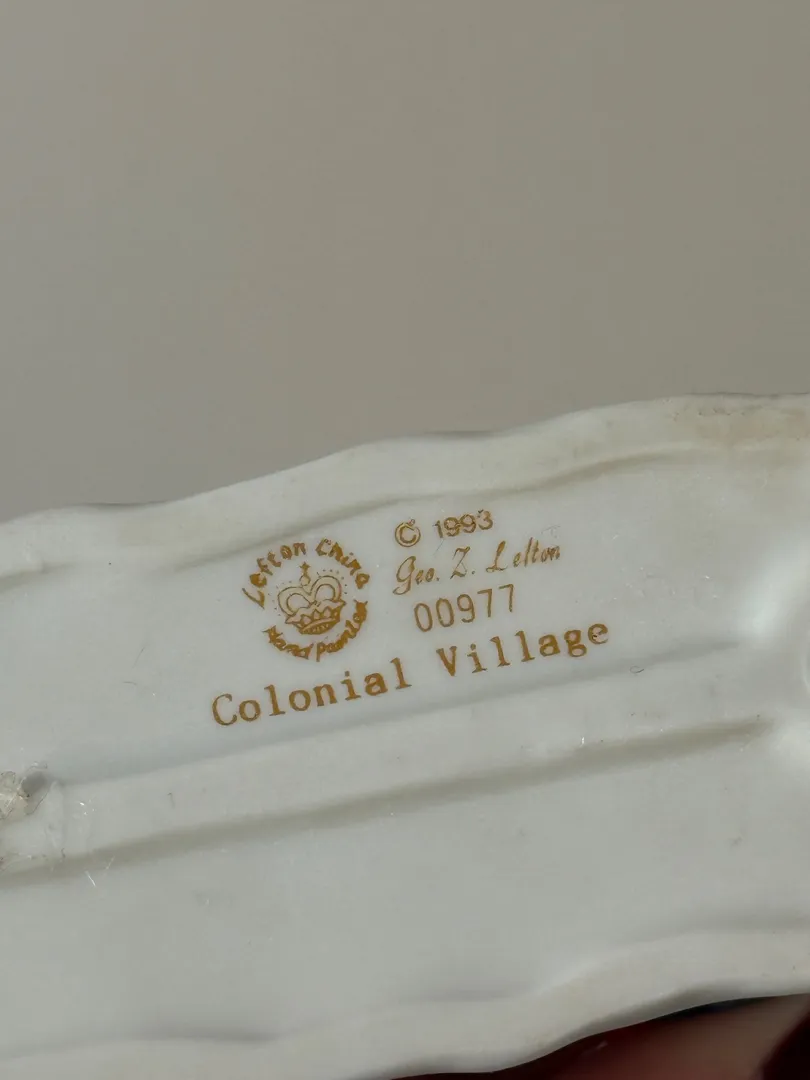 Lefton China
Hand Painted
© 1993
Geo. Z. Lefton
00977
Colonial Village